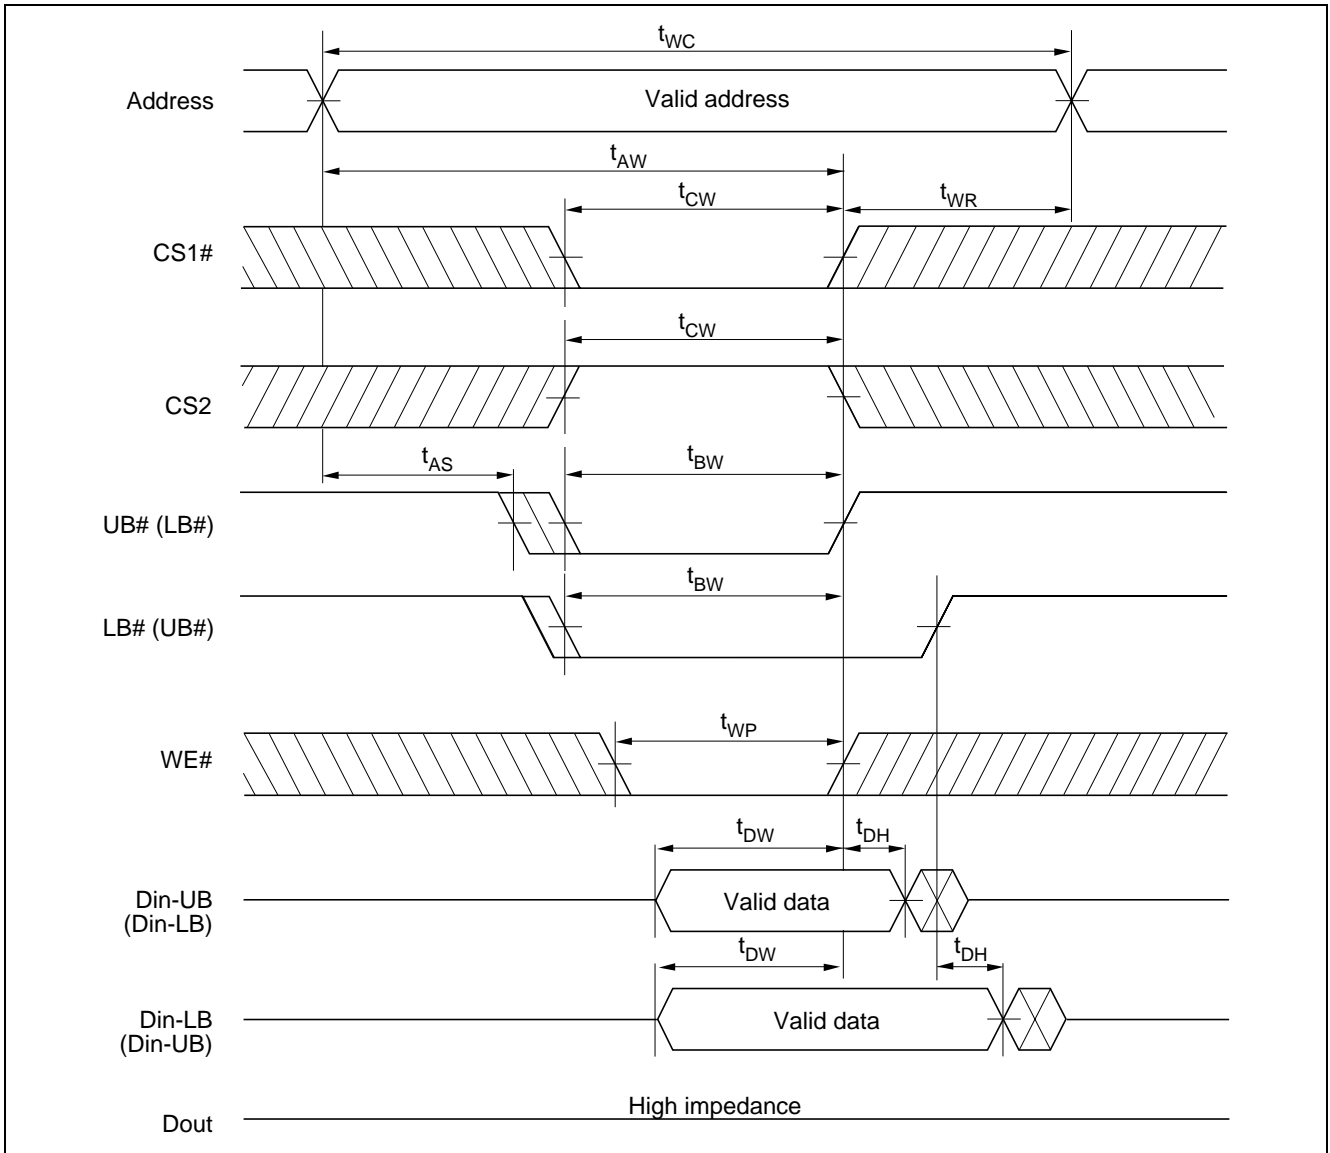 tWC
Address
Valid address
tAW
tCW
tWR
CS1#
tCW
CS2
tAS
tBW
UB# (LB#)
tBW
LB# (UB#)
tWP
WE#
tDW
tDH
Din-UB
(Din-LB)
Valid data
tDW
tDH
Din-LB
(Din-UB)
Valid data
High impedance
Dout